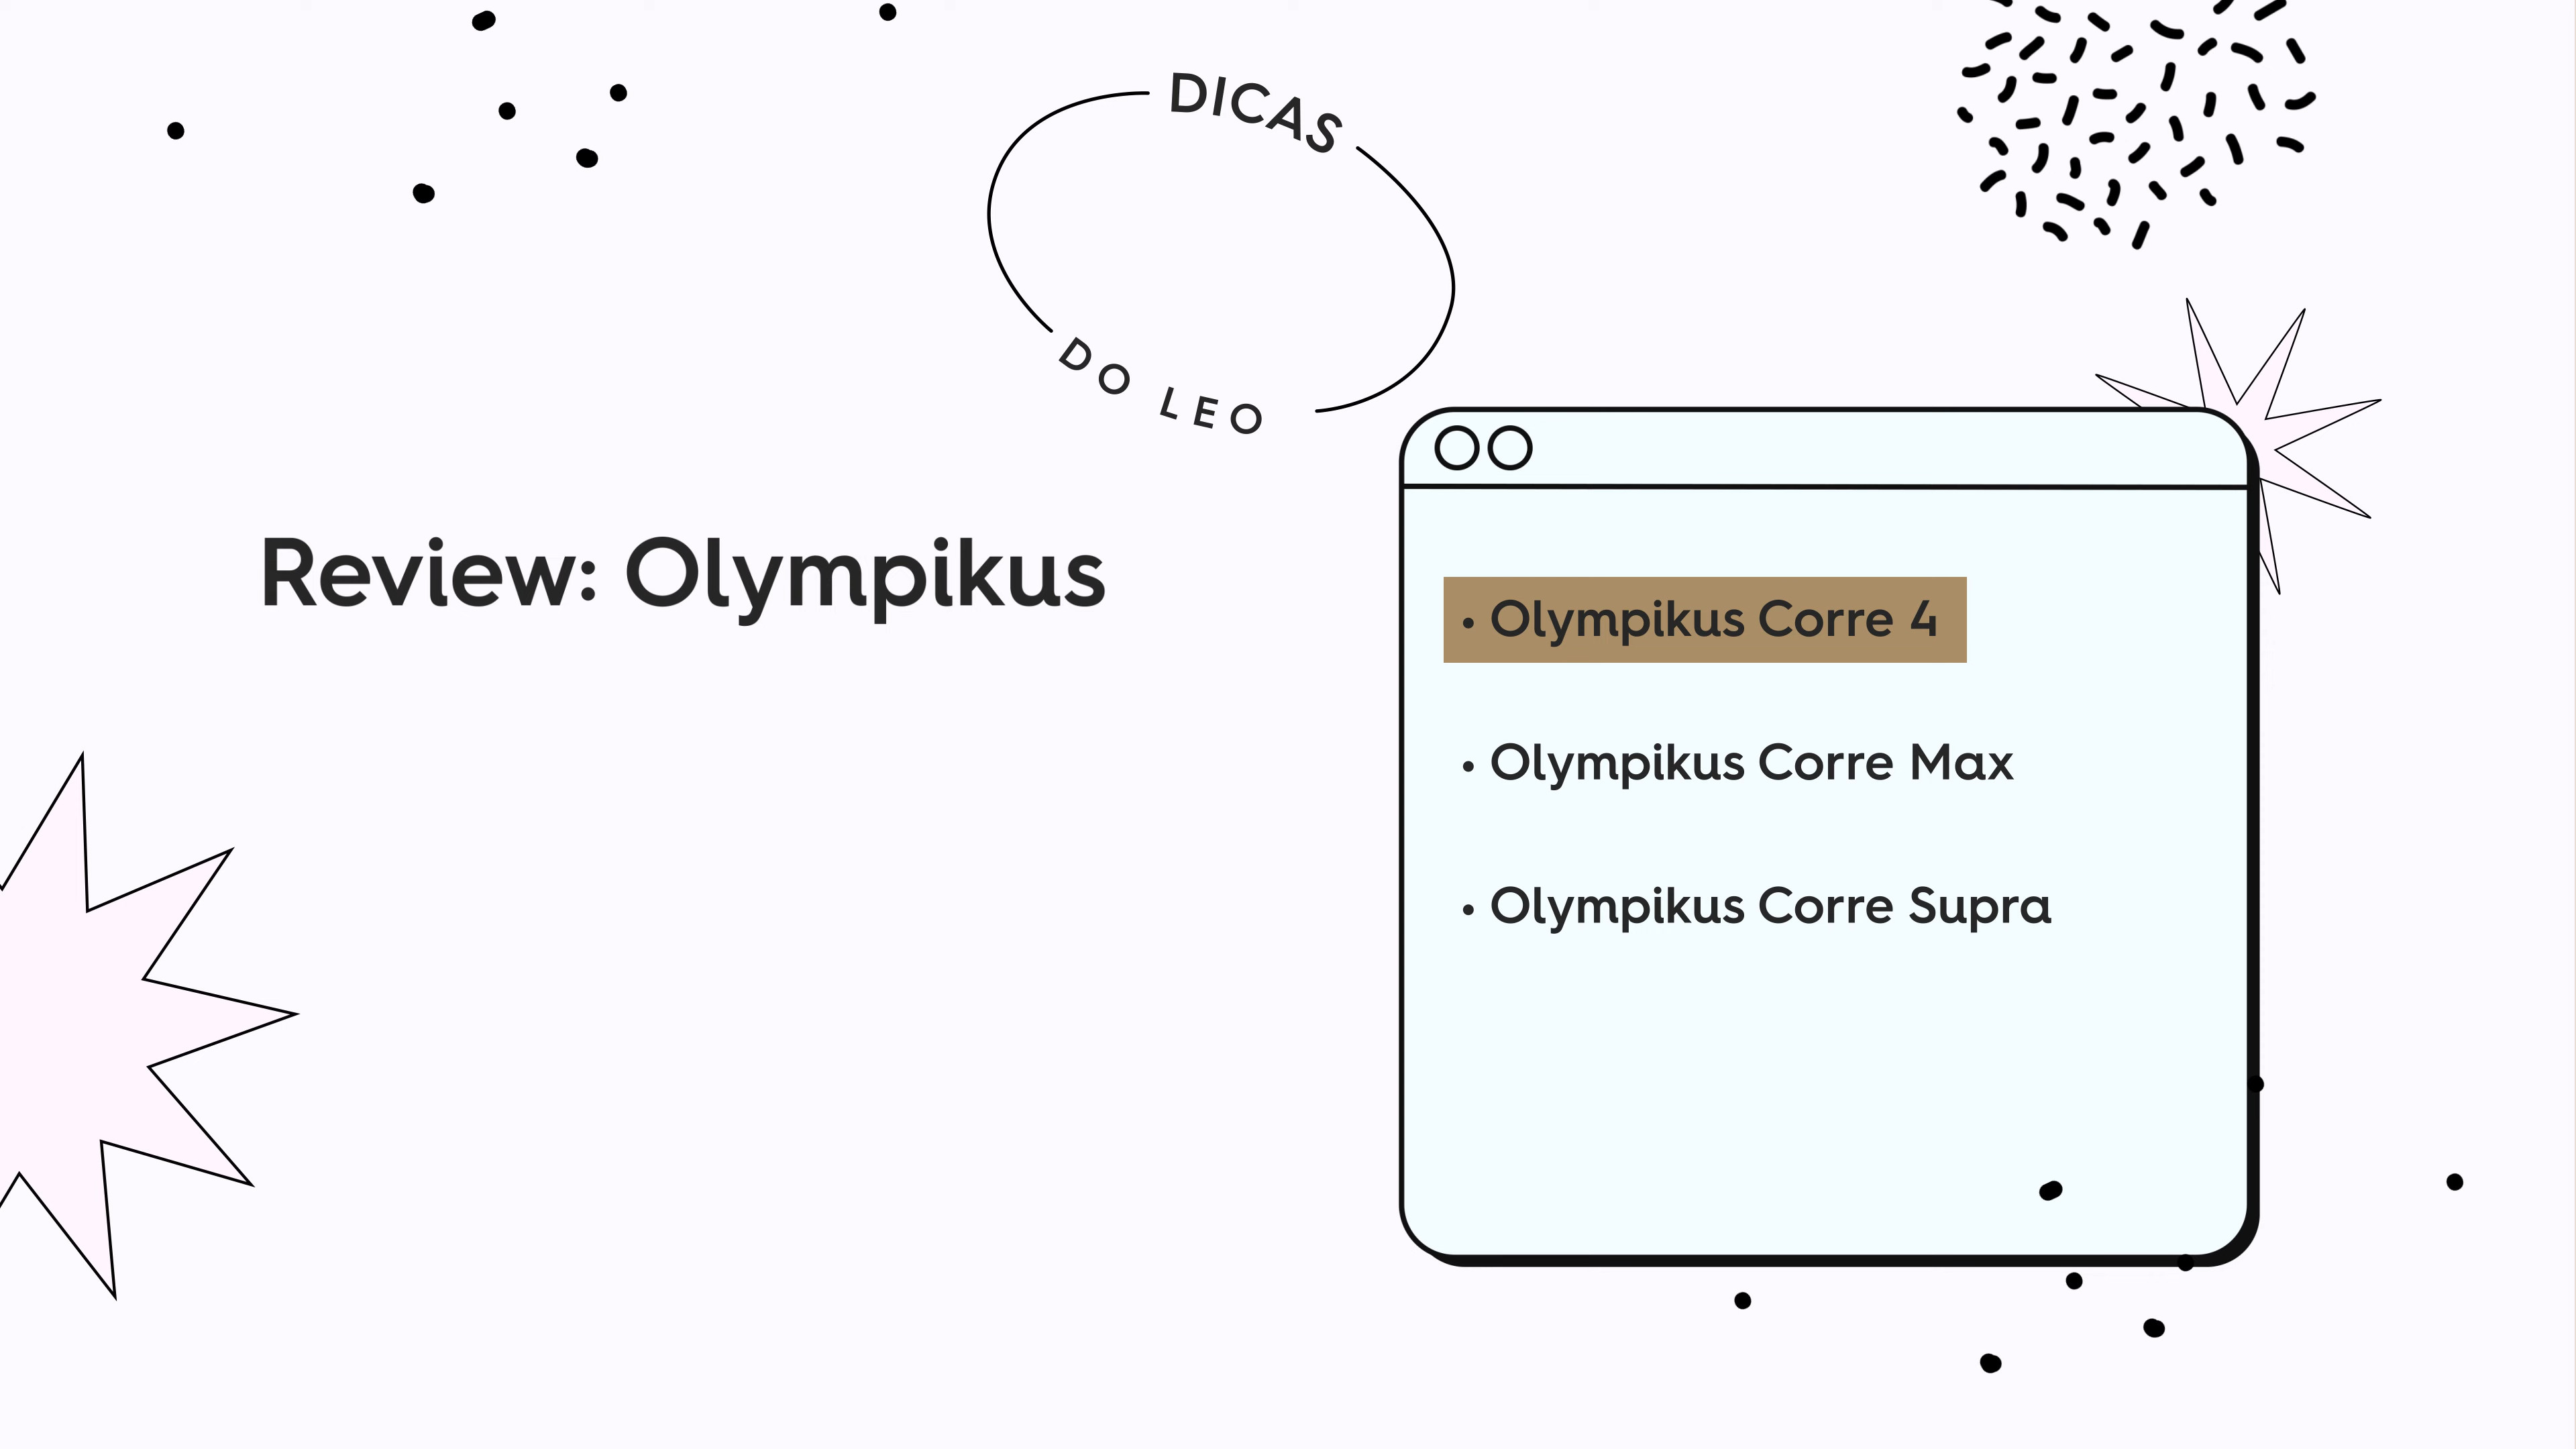 DICAS
DO LEO
Review: Olympikus
• Olympikus Corre 4
• Olympikus Corre Max
• Olympikus Corre Supra